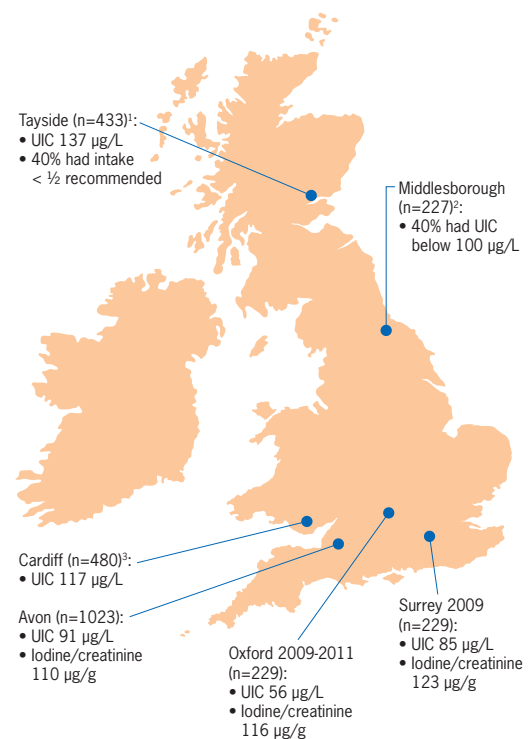 Tayside (n=433)¹:
• UIC 137 µg/L
• 40% had intake
< ½ recommended
Middlesborough
(n=227)²:
• 40% had UIC
below 100 µg/L
Cardiff (n=480)³:
• UIC 117 µg/L
Avon (n=1023):
• UIC 91 µg/L
• Iodine/creatinine
110 µg/g
Oxford 2009-2011
(n=229):
• UIC 56 µg/L
• Iodine/creatinine
116 µg/g
Surrey 2009
(n=229):
• UIC 85 µg/L
• Iodine/creatinine
123 µg/g